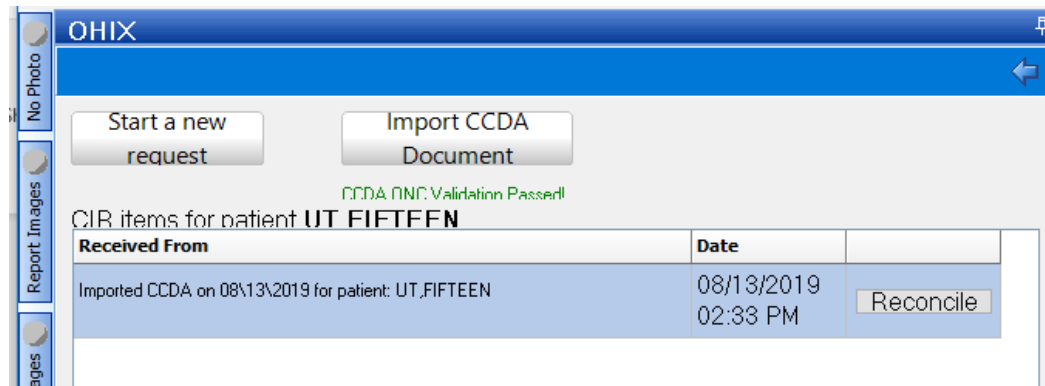 OHIX
No Photo
Report Images
ages
Start a new
request
Import CCDA
Document
CCDA ONC Validation Passed!
CIR items for patient UT FIFTEEN
Received From Date
Imported CCDA on 08\13\2019 for patient: UT,FIFTEEN 08/13/2019
02:33 PM Reconcile